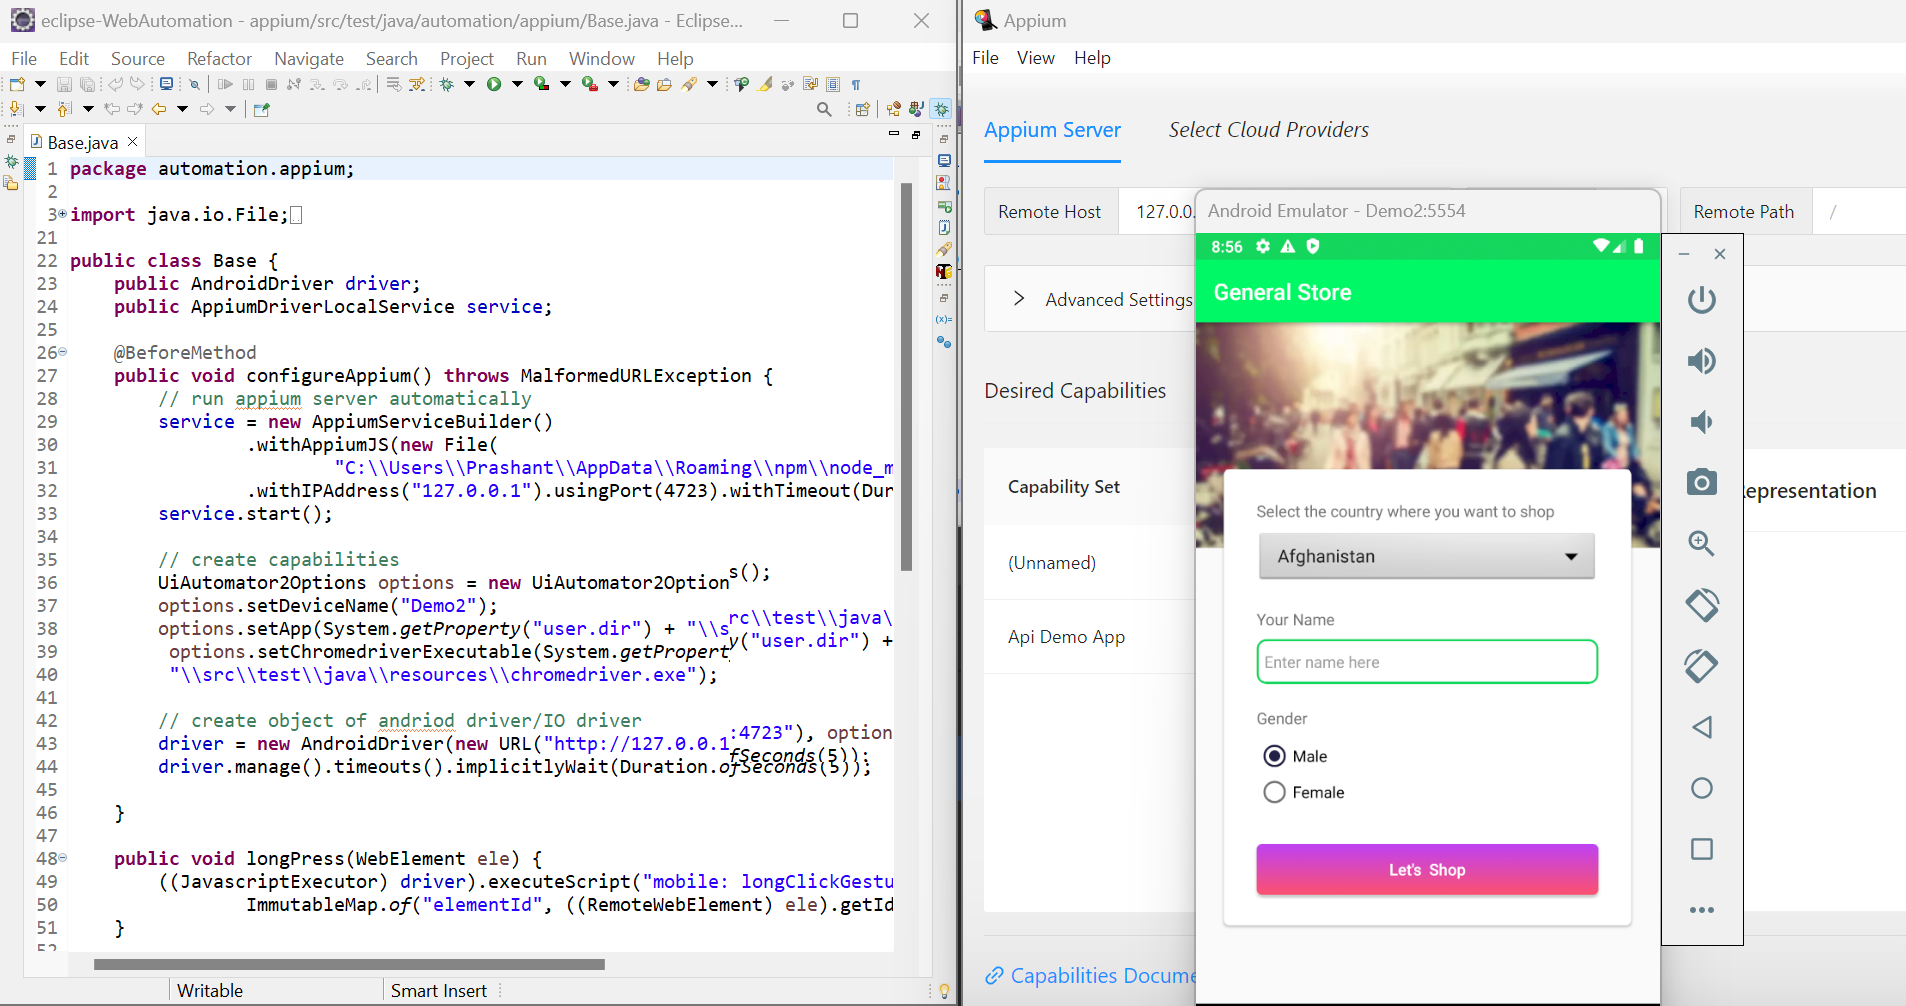 eclipse-WebAutomation - appium/src/test/java/automation/appium/Base.java - Eclipse...
File Edit Source Refactor Navigate Search Project Run Window Help
Base.java
1 package automation.appium;
2
3 import java.io.File;
21
22 public class Base {
23 public AndroidDriver driver;
24 public AppiumDriverLocalService service;
25
26 @BeforeMethod
27 public void configureAppium() throws MalformedURLException {
28 // run appium server automatically
29 service = new AppiumServiceBuilder()
30 .withAppiumJS(new File(
31 "C:\\Users\\Prashant\\AppData\\Roaming\\npm\\node_m
32 .withIPAddress("127.0.0.1").usingPort(4723).withTimeout(Dur
33 service.start();
34
35 // create capabilities
36 UiAutomator2Options options = new UiAutomator2Options();
37 options.setDeviceName("Demo2");
38 options.setApp(System.getProperty("user.dir") + "\\src\\test\\java\
39 options.setChromedriverExecutable(System.getProperty("user.dir") +
40 "\\src\\test\\java\\resources\\chromedriver.exe");
41
42 // create object of andriod driver/IO driver
43 driver = new AndroidDriver(new URL("http://127.0.0.1:4723"), option
44 driver.manage().timeouts().implicitlyWait(Duration.ofSeconds(5));
45
46 }
47
48 public void longPress(WebElement ele) {
49 ((JavascriptExecutor) driver).executeScript("mobile: longClickGestu
50 ImmutableMap.of("elementId", ((RemoteWebElement) ele).getId
51 }
52
Writable Smart Insert
Appium
File View Help
Appium Server Select Cloud Providers
Remote Host 127.0.0. Remote Path /
Advanced Settings
Desired Capabilities
Capability Set epresentation
(Unnamed)
Api Demo App
Capabilities Docume
Android Emulator - Demo2:5554
8:56
General Store
Select the country where you want to shop
Afghanistan
Your Name
Enter name here
Gender
Male
Female
Let's Shop